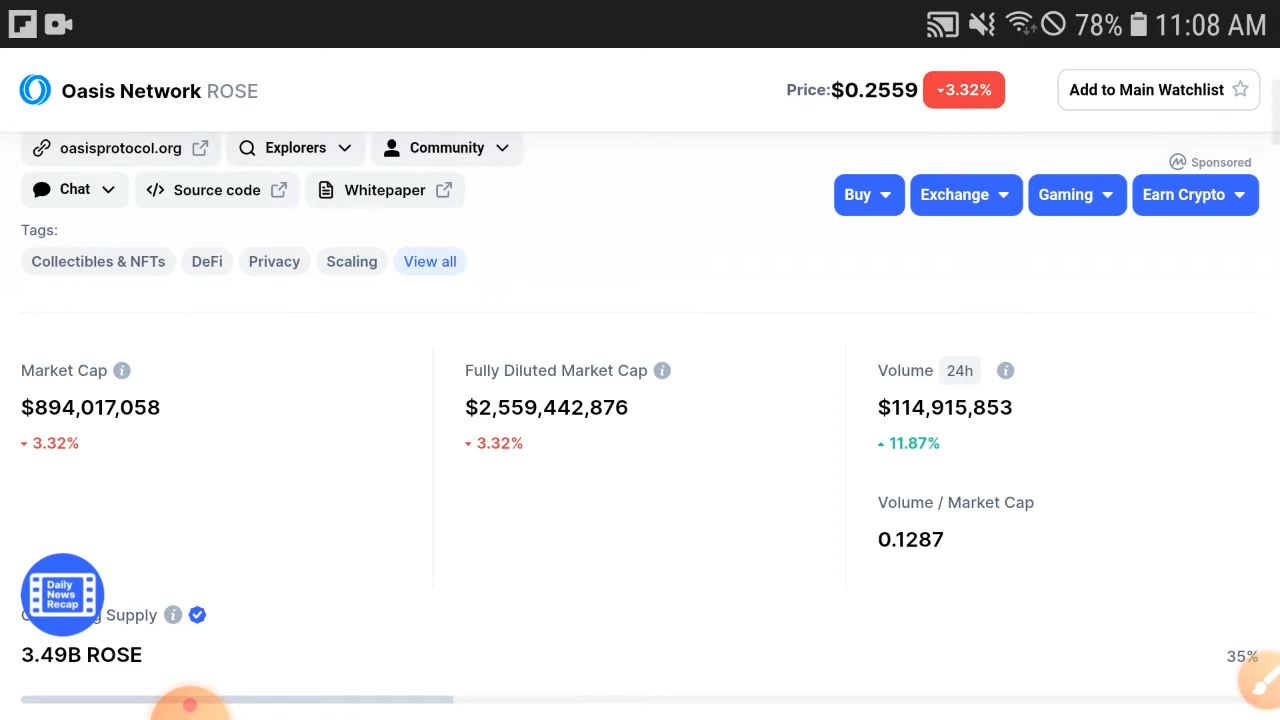 78% 11:08 AM
Oasis Network ROSE
Price:$0.2559 3.32%
Add to Main Watchlist
oasisprotocol.org Explorers Community
Sponsored
Chat Source code Whitepaper
Buy Exchange Gaming Earn Crypto
Tags:
Collectibles & NFTs DeFi Privacy Scaling View all
Market Cap
$894,017,058
3.32%
Fully Diluted Market Cap
$2,559,442,876
3.32%
Volume 24h
$114,915,853
11.87%
Volume / Market Cap
0.1287
Daily
News
Recap
Supply
3.49B ROSE
35%